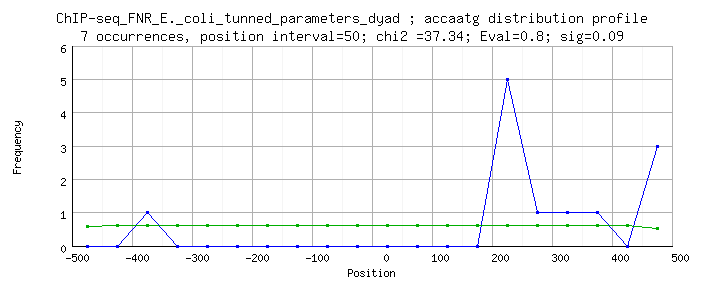 ChIP-seq_FNR_E._coli_tunned_parameters_dyad ; accaatg distribution profile
7 occurrences, position interval=50; chi2 =37.34; Eval=0.8; sig=0.09
6
5
4
3
2
1
0
Frequency
-500 -400 -300 -200 -100 0 100 200 300 400 500
Position